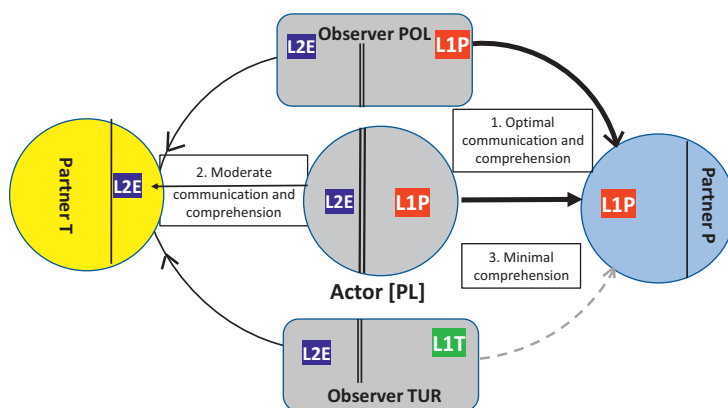 Observer POL
L2E
L1P
1. Optimal
communication and
comprehension
Partner T
L2E
2. Moderate
communication and
comprehension
L2E
L1P
L1P
Partner P
Actor [PL]
3. Minimal
comprehension
L2E
L1T
Observer TUR